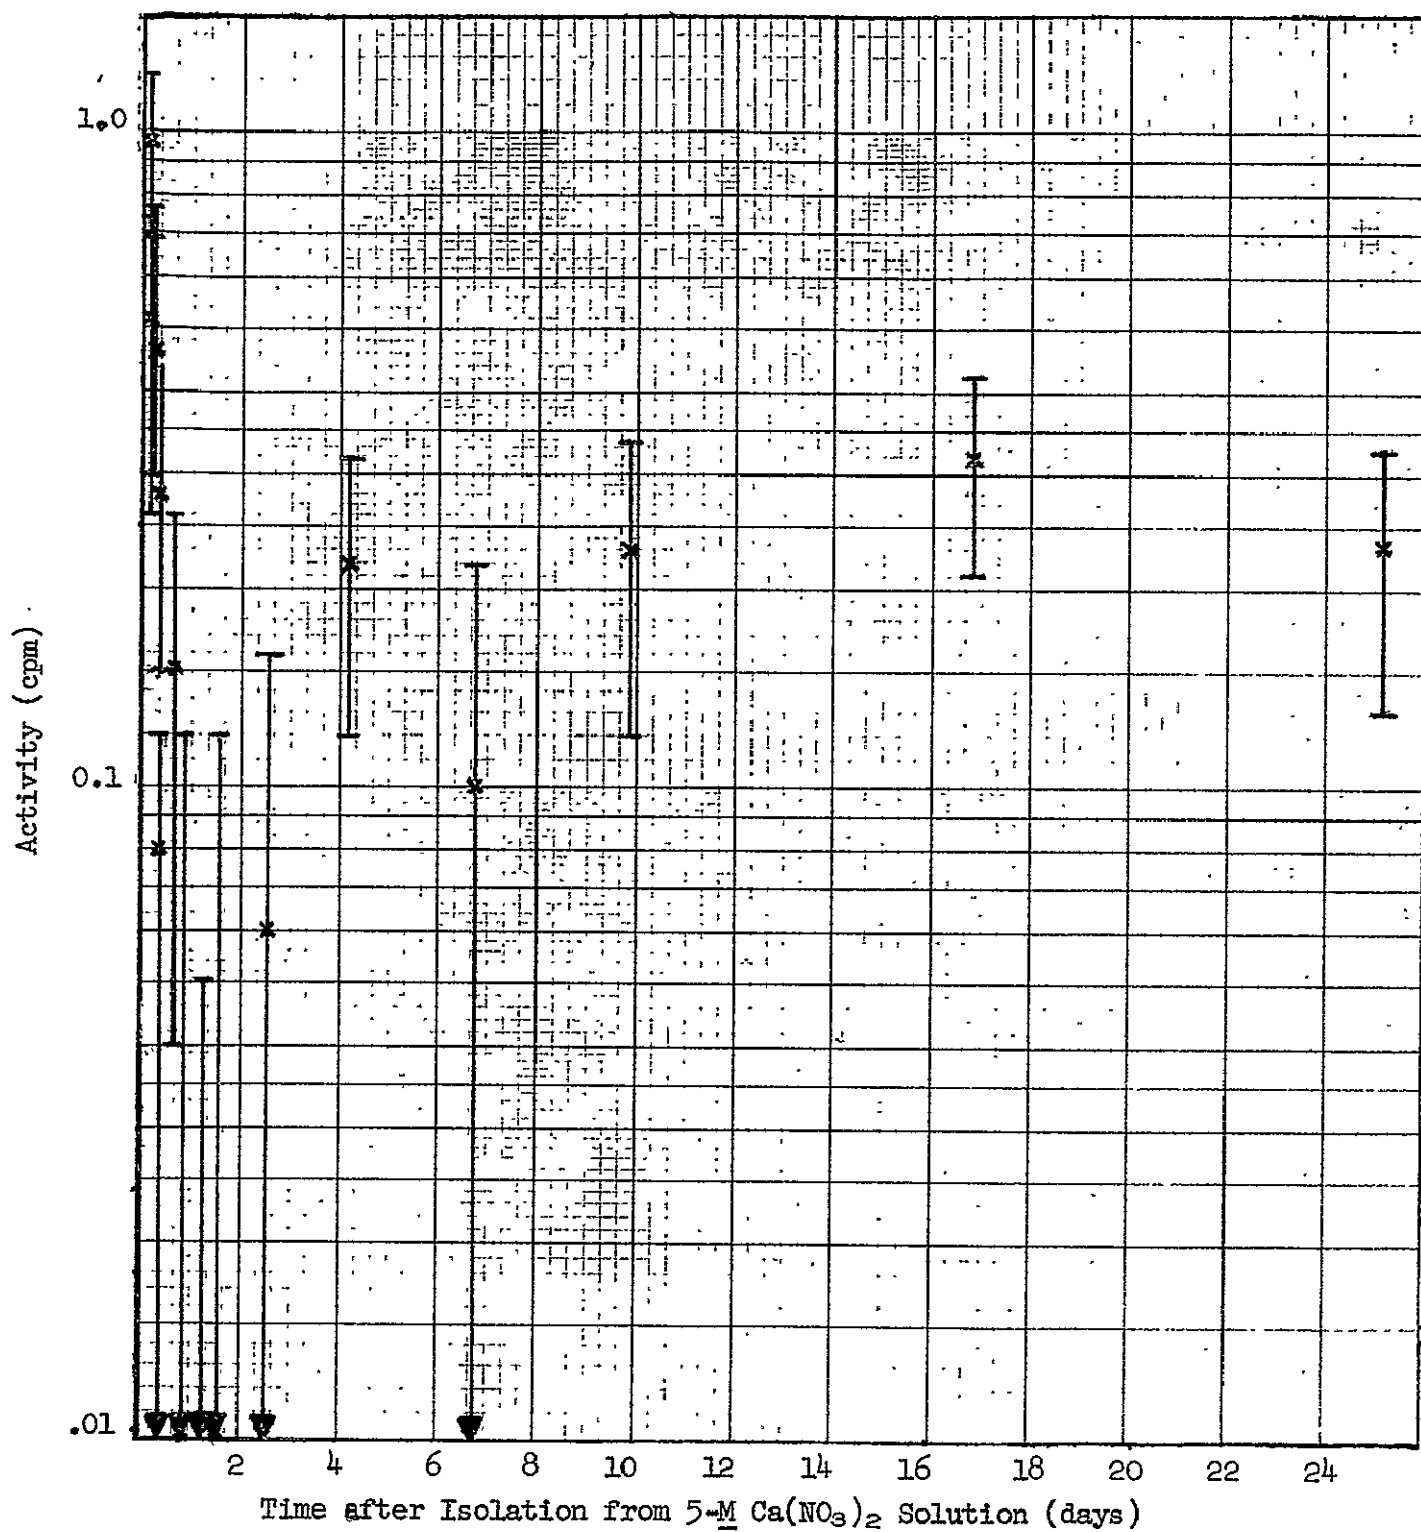 1.0
0.1
.01
Activity (cpm)
2 4 6 8 10 12 14 16 18 20 22 24
Time after Isolation from 5-M Ca(NO₃)₂ Solution (days)